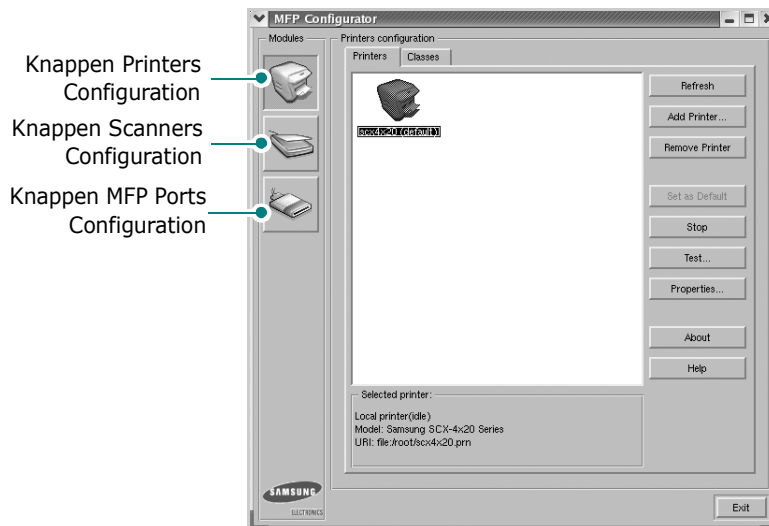 MFP Configurator
Modules
Printers configuration
Printers
Classes
Knappen Printers
Configuration
Knappen Scanners
Configuration
Knappen MFP Ports
Configuration
scx4x20 (default)
Refresh
Add Printer...
Remove Printer
Set as Default
Stop
Test...
Properties...
About
Help
Selected printer:
Local printer(idle)
Model: Samsung SCX-4x20 Series
URI: file:/root/scx4x20.prn
SAMSUNG
ELECTRONICS
Exit